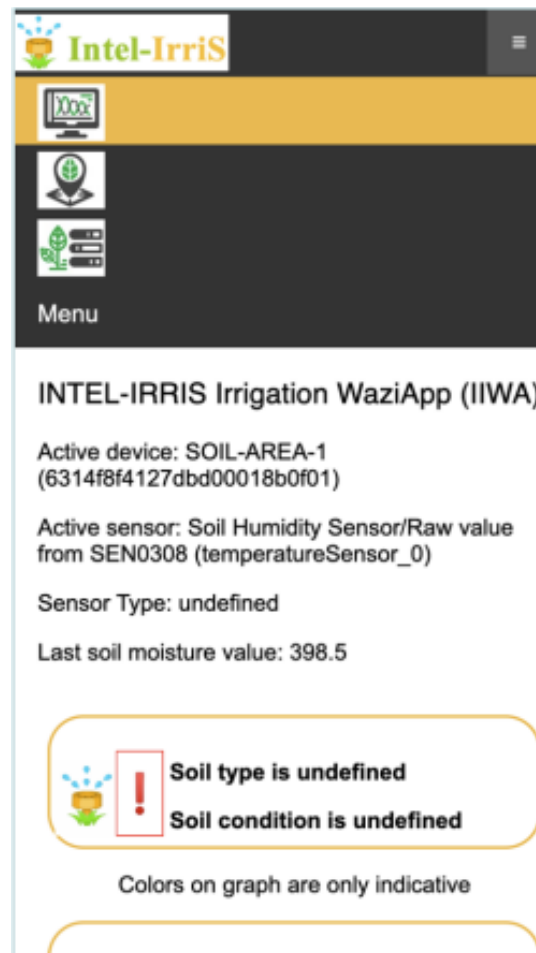 Intel-IrriS
≡
Menu
INTEL-IRRIS Irrigation WaziApp (IIWA)
Active device: SOIL-AREA-1
(6314f8f4127dbd00018b0f01)
Active sensor: Soil Humidity Sensor/Raw value
from SEN0308 (temperatureSensor_0)
Sensor Type: undefined
Last soil moisture value: 398.5
Soil type is undefined
Soil condition is undefined
Colors on graph are only indicative